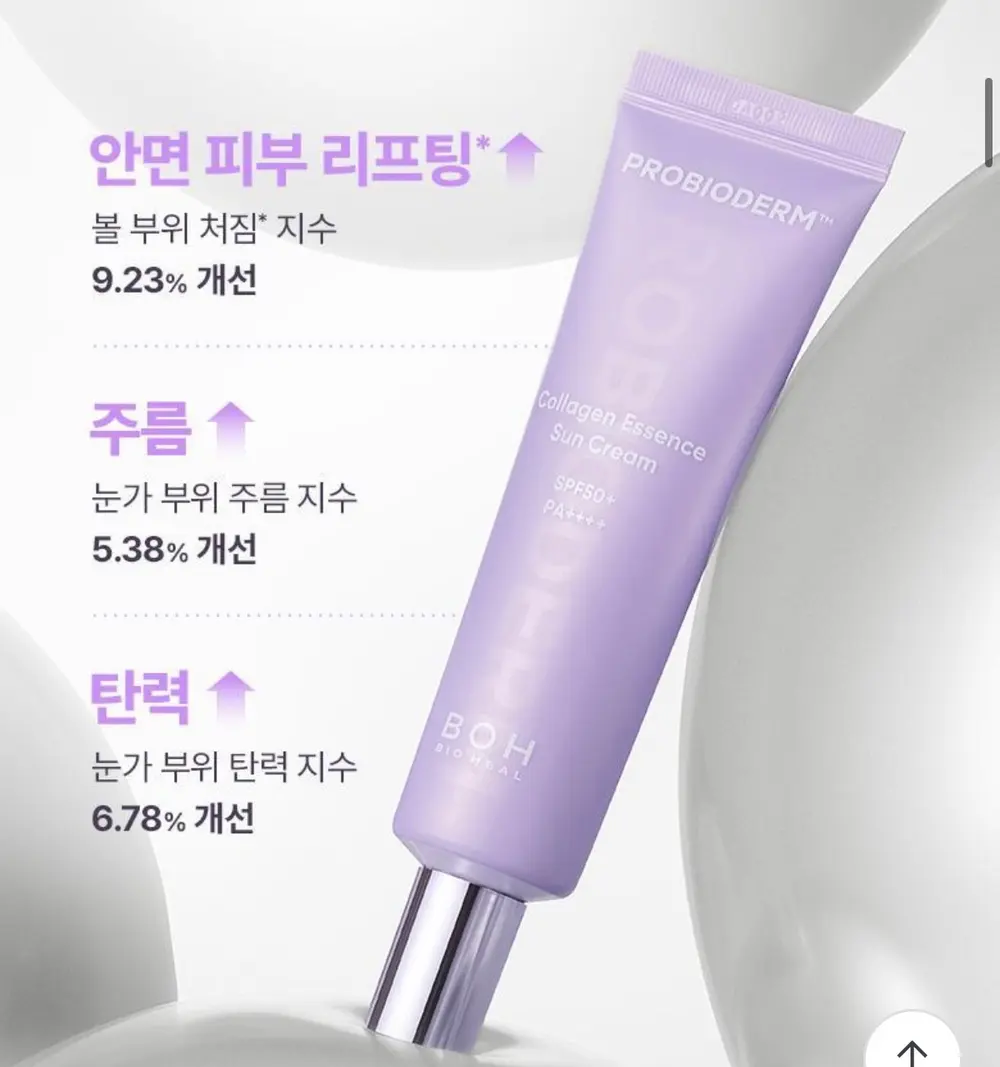 안면 피부 리프팅*
볼 부위 처짐* 지수
9.23% 개선
주름
눈가 부위 주름 지수
5.38% 개선
탄력
눈가 부위 탄력 지수
6.78% 개선
PROBIODERM™
Collagen Essence
Sun Cream
SPF50+
PA++++
BOH
BIOHEAL